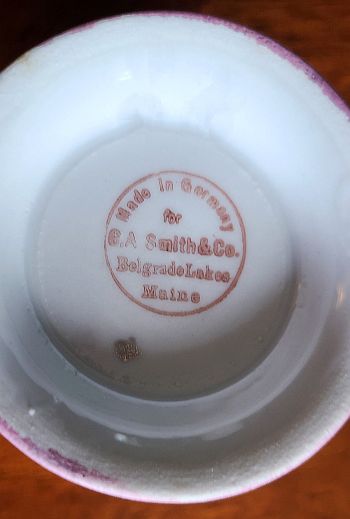 Made in Germany
for
C.A Smith & Co.
Belgrade Lakes
Maine